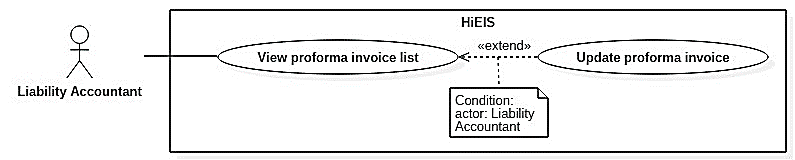 HiEIS
View proforma invoice list
«extend»
Update proforma invoice
Liability Accountant
Condition:
actor: Liability
Accountant